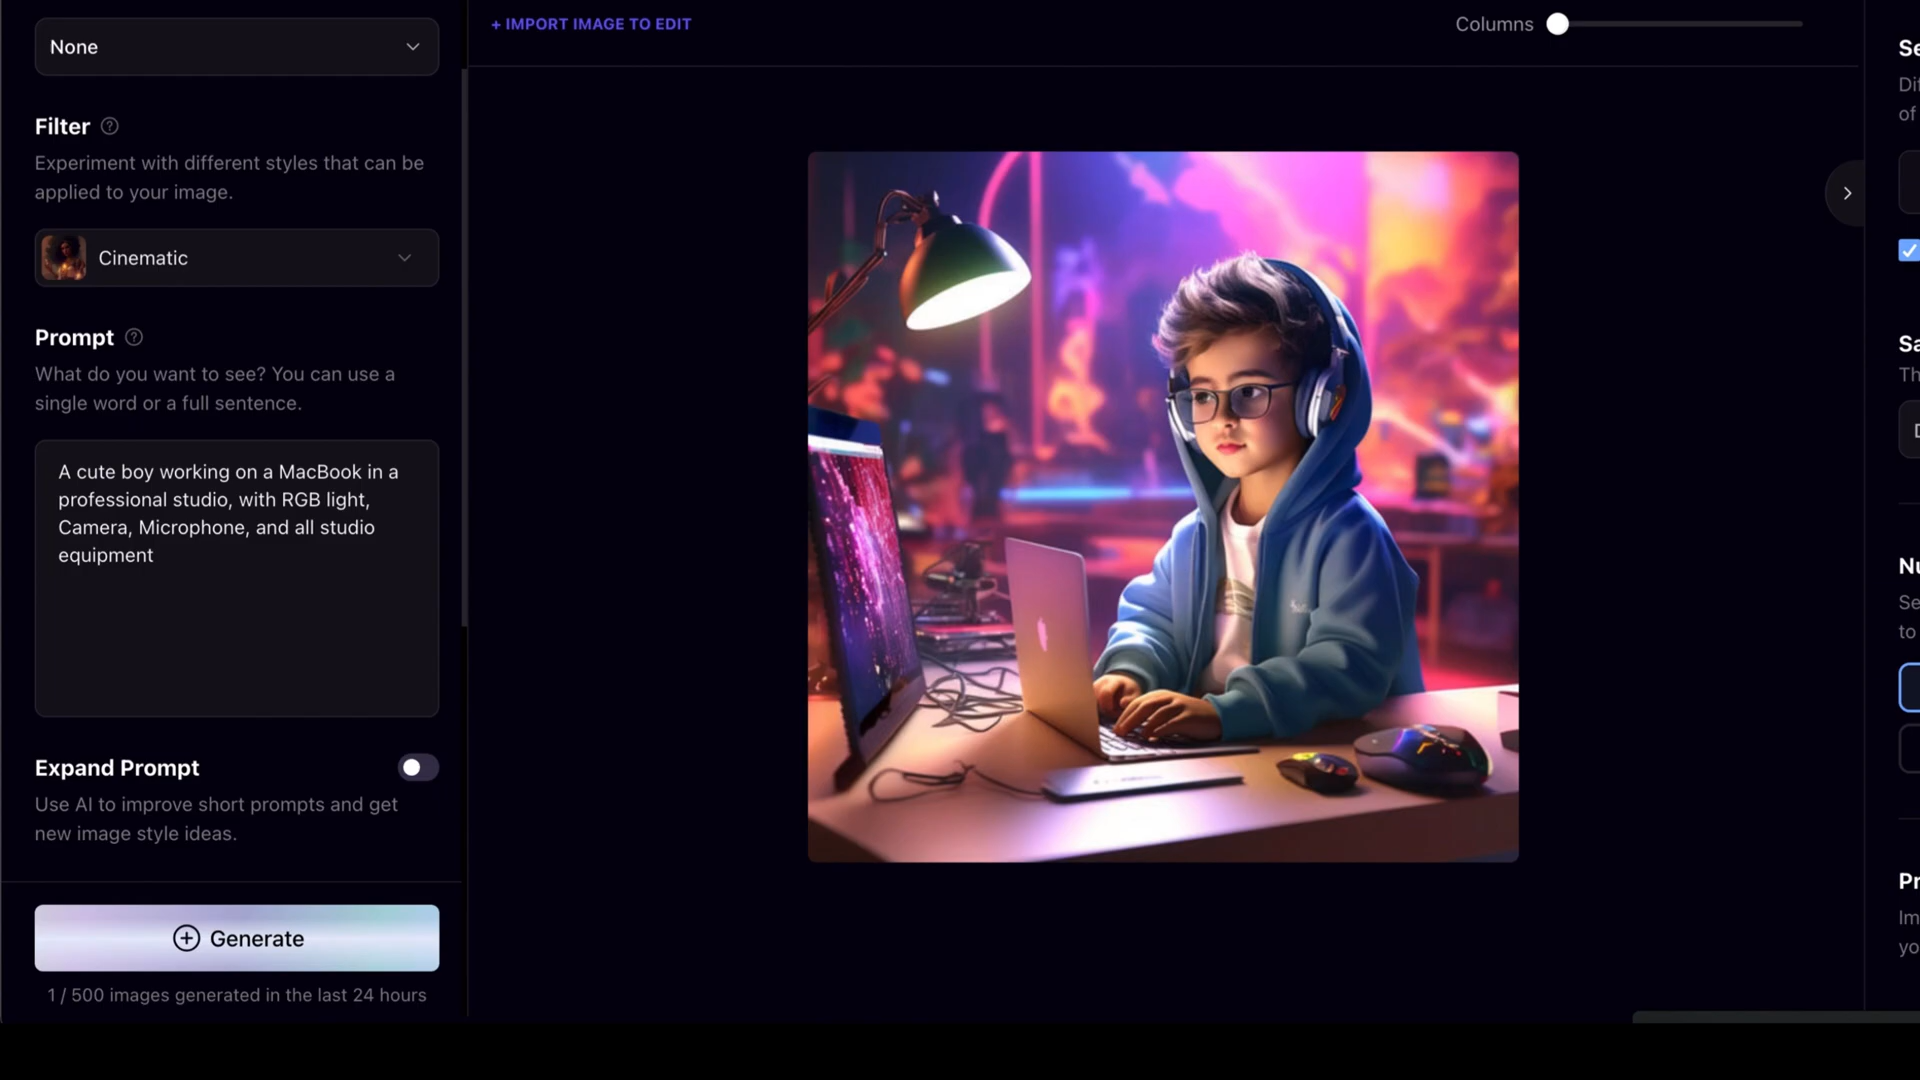 None
Filter
Experiment with different styles that can be
applied to your image.
Cinematic
Prompt
What do you want to see? You can use a
single word or a full sentence.
A cute boy working on a MacBook in a
professional studio, with RGB light,
Camera, Microphone, and all studio
equipment
Expand Prompt
Use AI to improve short prompts and get
new image style ideas.
Generate
1 / 500 images generated in the last 24 hours
+ IMPORT IMAGE TO EDIT
Columns
of
to